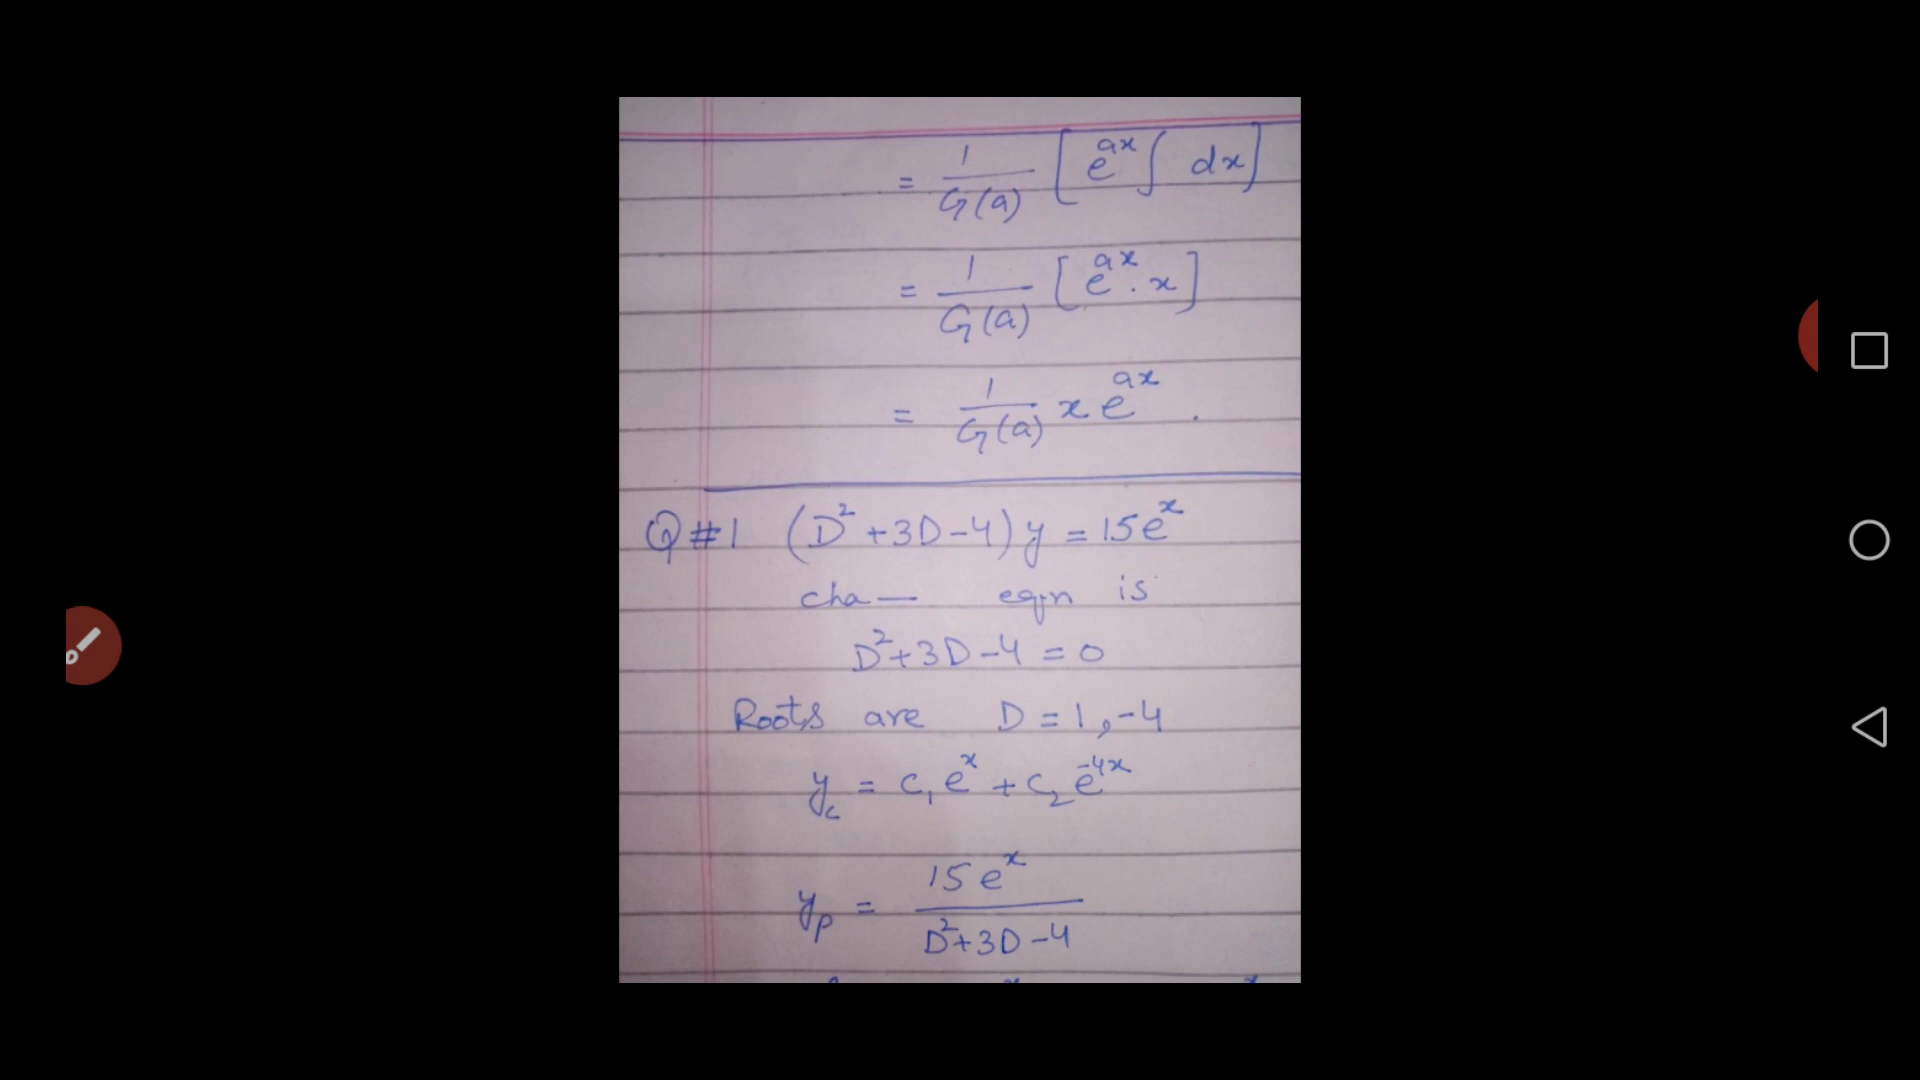 = 1/G(a) [e^ax ∫ dx]
= 1/G(a) [e^ax . x]
= 1/G(a) x e^ax .
Q#1 (D²+3D-4)y = 15e^x
cha— eqn is
D²+3D-4 = 0
Roots are D = 1, -4
y_c = c₁e^x + c₂e^-4x
y_p = 15e^x / D²+3D-4